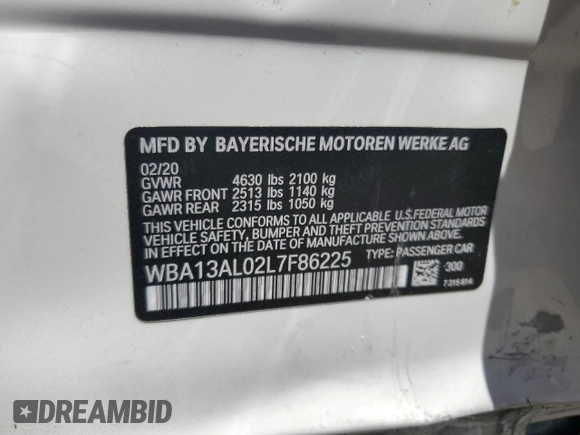 MFD BY BAYERISCHE MOTOREN WERKE AG
02/20
GVWR 4630 lbs 2100 kg
GAWR FRONT 2513 lbs 1140 kg
GAWR REAR 2315 lbs 1050 kg
THIS VEHICLE CONFORMS TO ALL APPLICABLE U.S.FEDERAL MOTOR
VEHICLE SAFETY, BUMPER, AND THEFT PREVENTION STANDARDS
IN EFFECT ON THE DATE OF MANUFACTURE SHOWN ABOVE.
WBA13AL02L7F86225 TYPE: PASSENGER CAR
300
7 315 814
DREAMBID